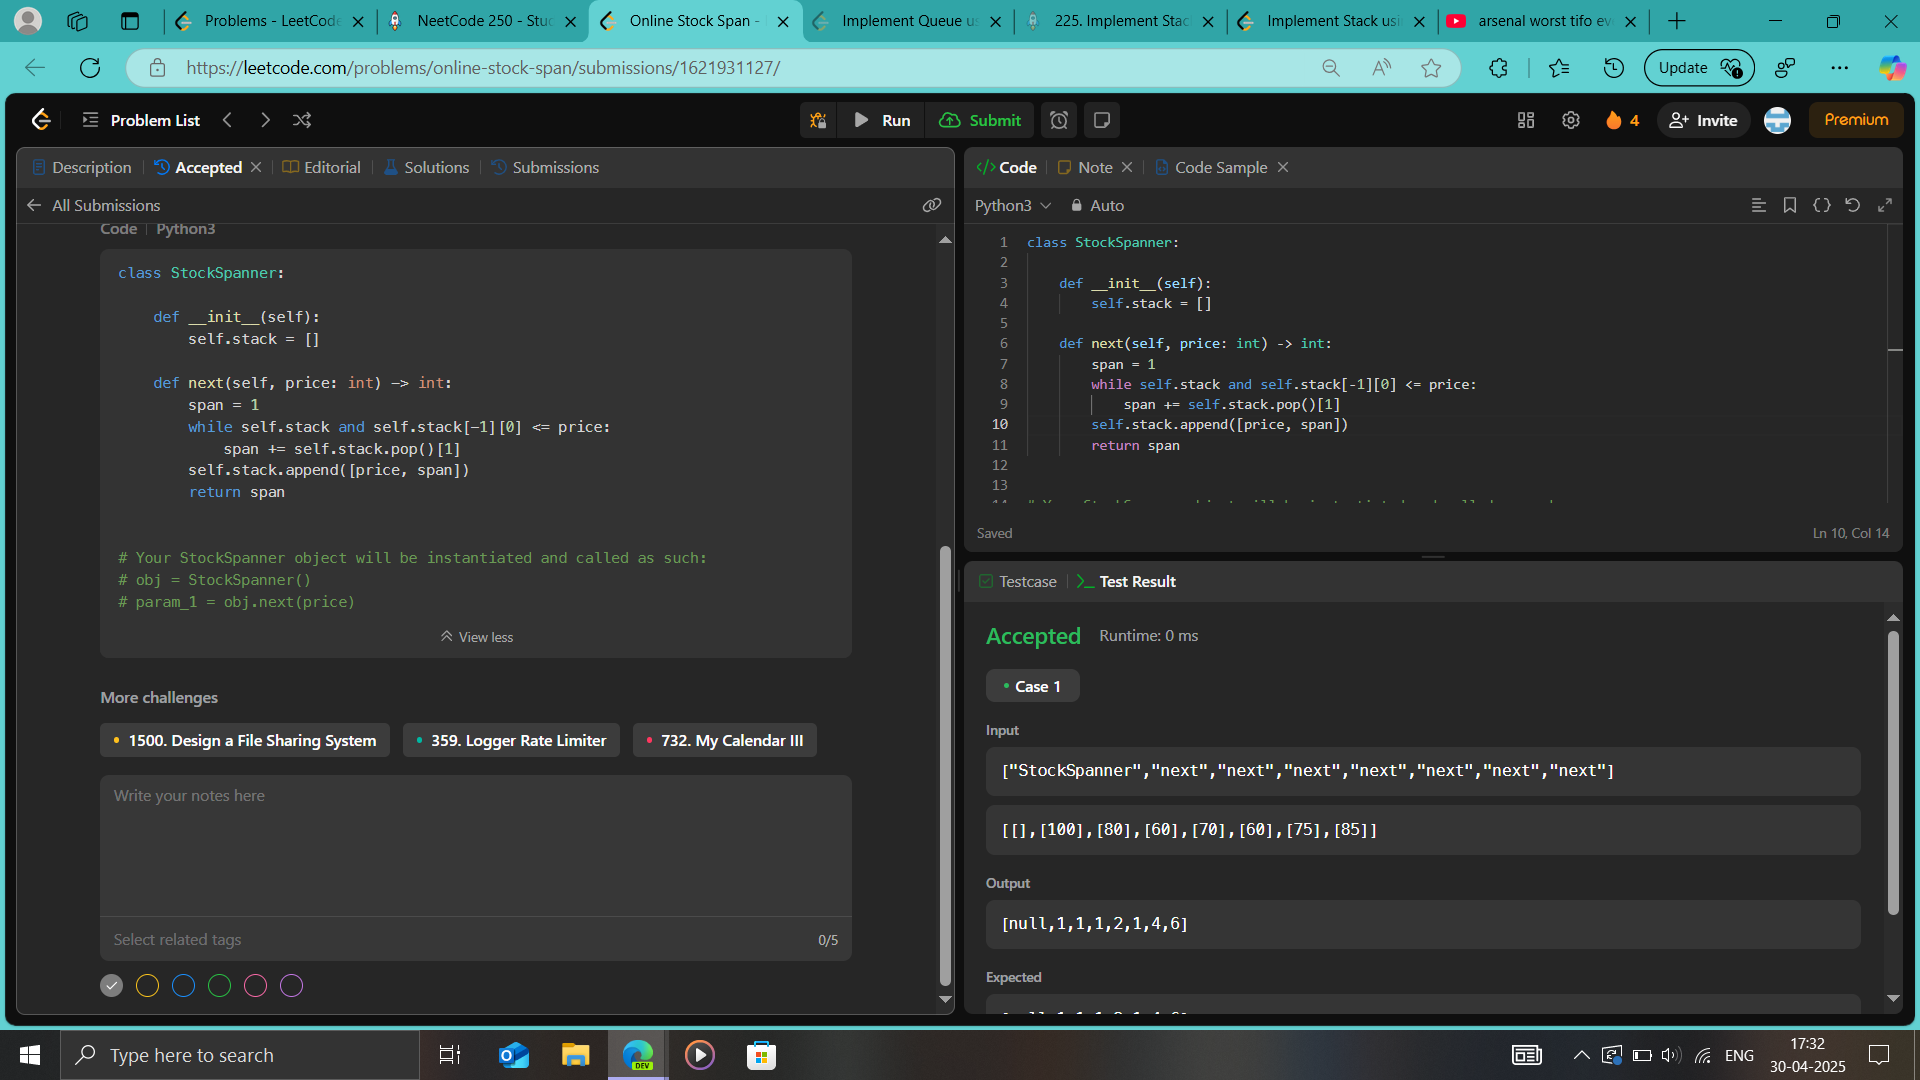 Problems - LeetCode
NeetCode 250 - Stud
Online Stock Span -
Implement Queue us
225. Implement Stac
Implement Stack usi
arsenal worst tifo eve
https://leetcode.com/problems/online-stock-span/submissions/1621931127/
Update
Problem List
Run
Submit
4
Invite
Premium
Description
Accepted
Editorial
Solutions
Submissions
All Submissions
Code
Python3
class StockSpanner:
def __init__(self):
self.stack = []
def next(self, price: int) -> int:
span = 1
while self.stack and self.stack[-1][0] <= price:
span += self.stack.pop()[1]
self.stack.append([price, span])
return span
# Your StockSpanner object will be instantiated and called as such:
# obj = StockSpanner()
# param_1 = obj.next(price)
View less
More challenges
1500. Design a File Sharing System
359. Logger Rate Limiter
732. My Calendar III
Write your notes here
Select related tags
0/5
Code
Note
Code Sample
Python3
Auto
1 class StockSpanner:
2
3 def __init__(self):
4 self.stack = []
5
6 def next(self, price: int) -> int:
7 span = 1
8 while self.stack and self.stack[-1][0] <= price:
9 span += self.stack.pop()[1]
10 self.stack.append([price, span])
11 return span
12
13
Saved
Ln 10, Col 14
Testcase
Test Result
Accepted
Runtime: 0 ms
Case 1
Input
["StockSpanner","next","next","next","next","next","next","next"]
[[],[100],[80],[60],[70],[60],[75],[85]]
Output
[null,1,1,1,2,1,4,6]
Expected
Type here to search
DEV
ENG
17:32
30-04-2025